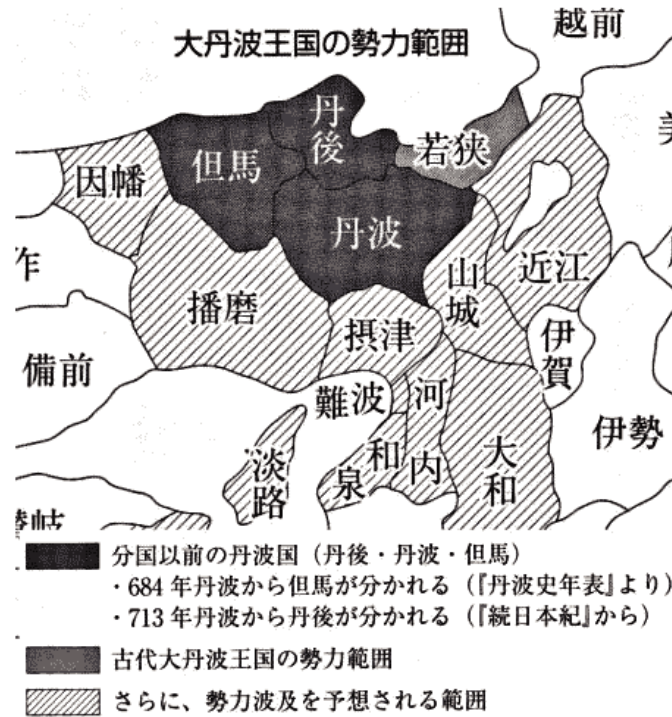 大丹波王国の勢力範囲
越前
丹後
若狭
但馬
因幡
丹波
近江
山城
作
播磨
摂津
伊賀
備前
難波
河内
和泉
大和
伊勢
淡路
分国以前の丹波国（丹後・丹波・但馬）
・684年丹波から但馬が分かれる（『丹波史年表』より）
・713年丹波から丹後が分かれる（『続日本紀』から）
古代大丹波王国の勢力範囲
さらに、勢力波及を予想される範囲